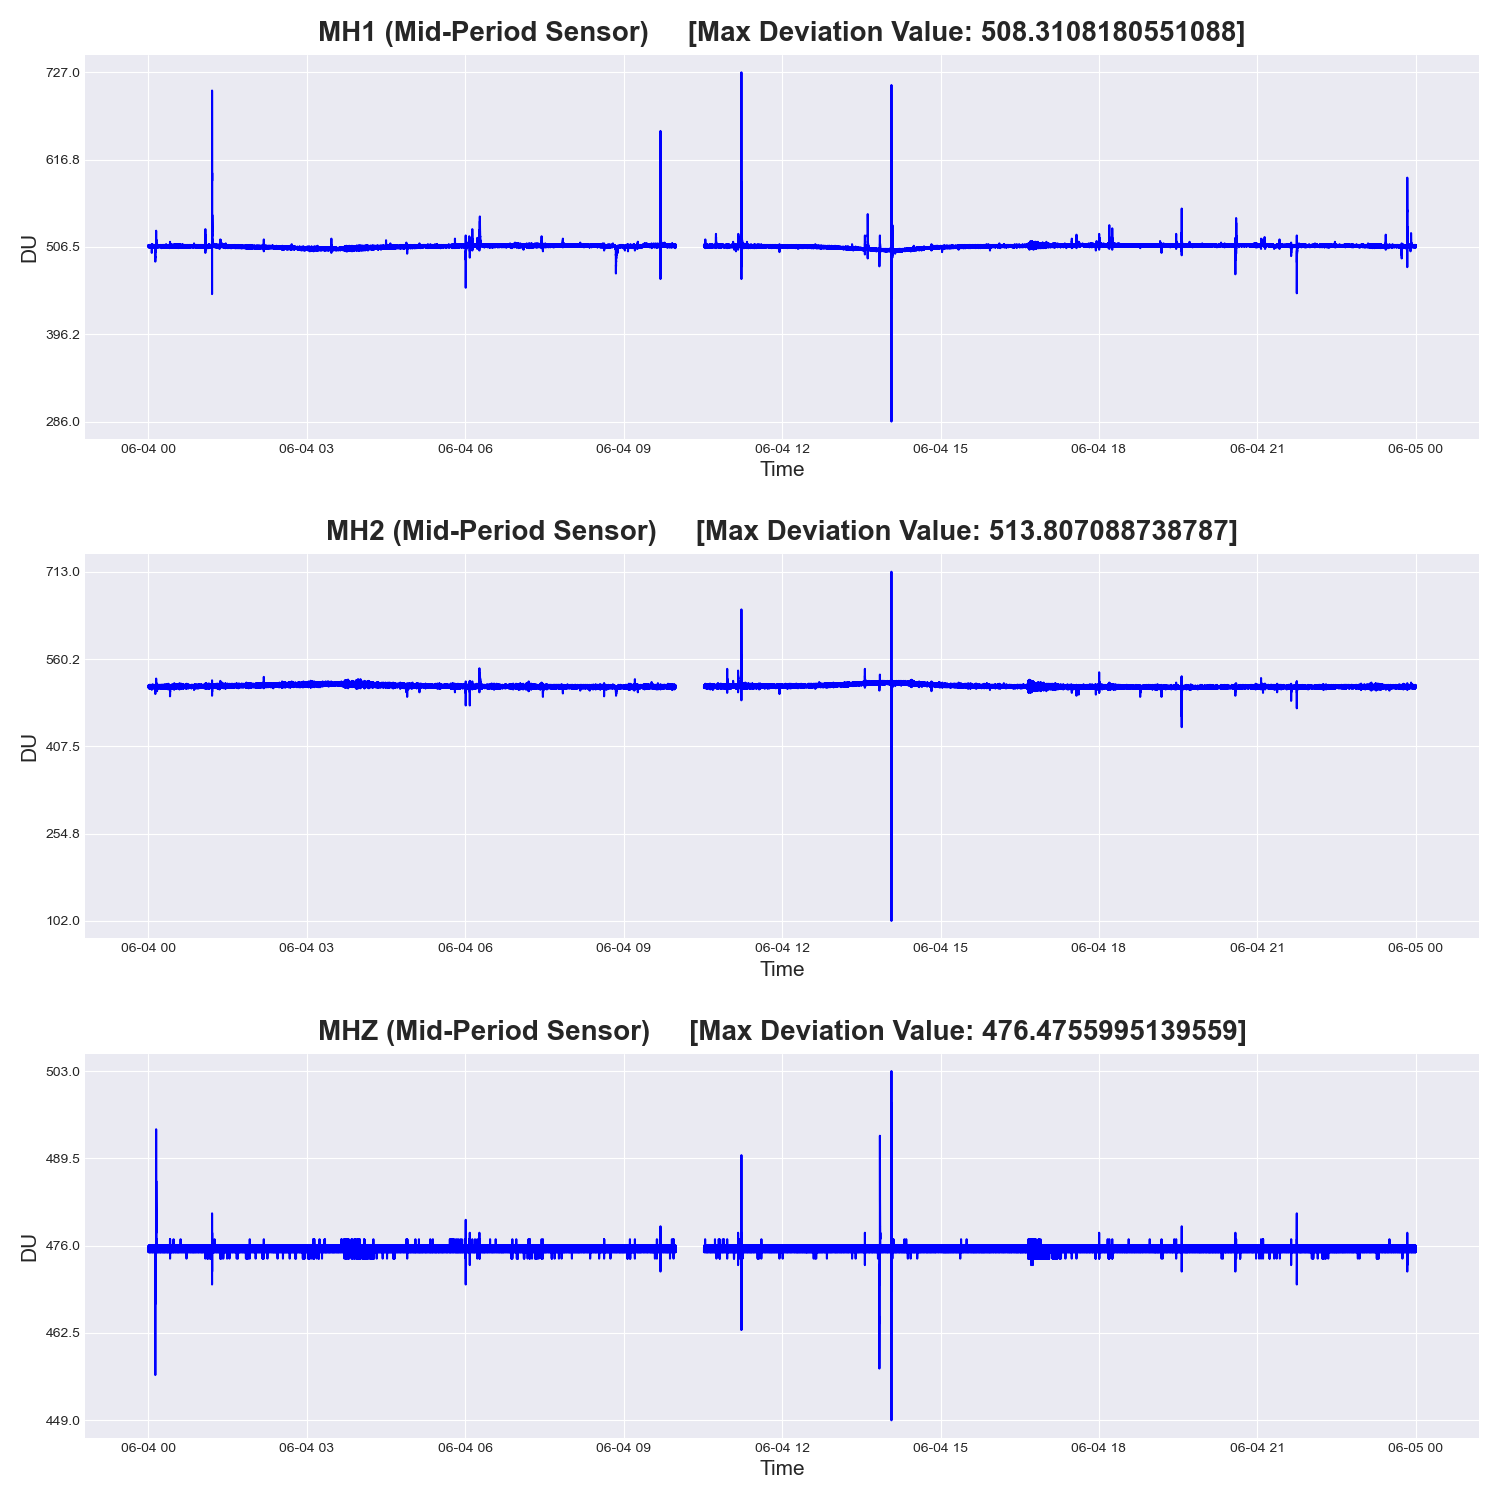 MH1 (Mid-Period Sensor) [Max Deviation Value: 508.3108180551088]
727.0
616.8
506.5
396.2
286.0
DU
06-04 00 06-04 03 06-04 06 06-04 09 06-04 12 06-04 15 06-04 18 06-04 21 06-05 00
Time
MH2 (Mid-Period Sensor) [Max Deviation Value: 513.807088738787]
713.0
560.2
407.5
254.8
102.0
DU
06-04 00 06-04 03 06-04 06 06-04 09 06-04 12 06-04 15 06-04 18 06-04 21 06-05 00
Time
MHZ (Mid-Period Sensor) [Max Deviation Value: 476.4755995139559]
503.0
489.5
476.0
462.5
449.0
DU
06-04 00 06-04 03 06-04 06 06-04 09 06-04 12 06-04 15 06-04 18 06-04 21 06-05 00
Time